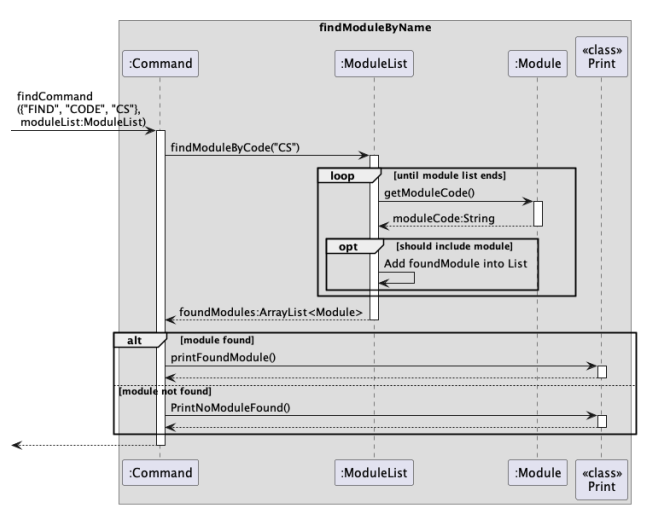 findModuleByName
:Command
:ModuleList
:Module
«class»
Print
findCommand
({"FIND", "CODE", "CS"},
moduleList:ModuleList)
findModuleByCode("CS")
loop
[until module list ends]
getModuleCode()
moduleCode:String
opt
[should include module]
Add foundModule into List
foundModules:ArrayList<Module>
alt
[module found]
printFoundModule()
[module not found]
PrintNoModuleFound()
:Command
:ModuleList
:Module
«class»
Print